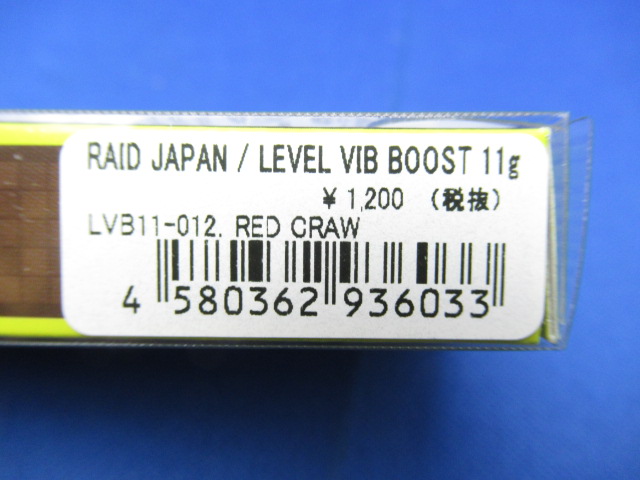 RAID JAPAN / LEVEL VIB BOOST 11g
¥ 1,200 (税抜)
LVB11-012. RED CRAW
4 580362 936033